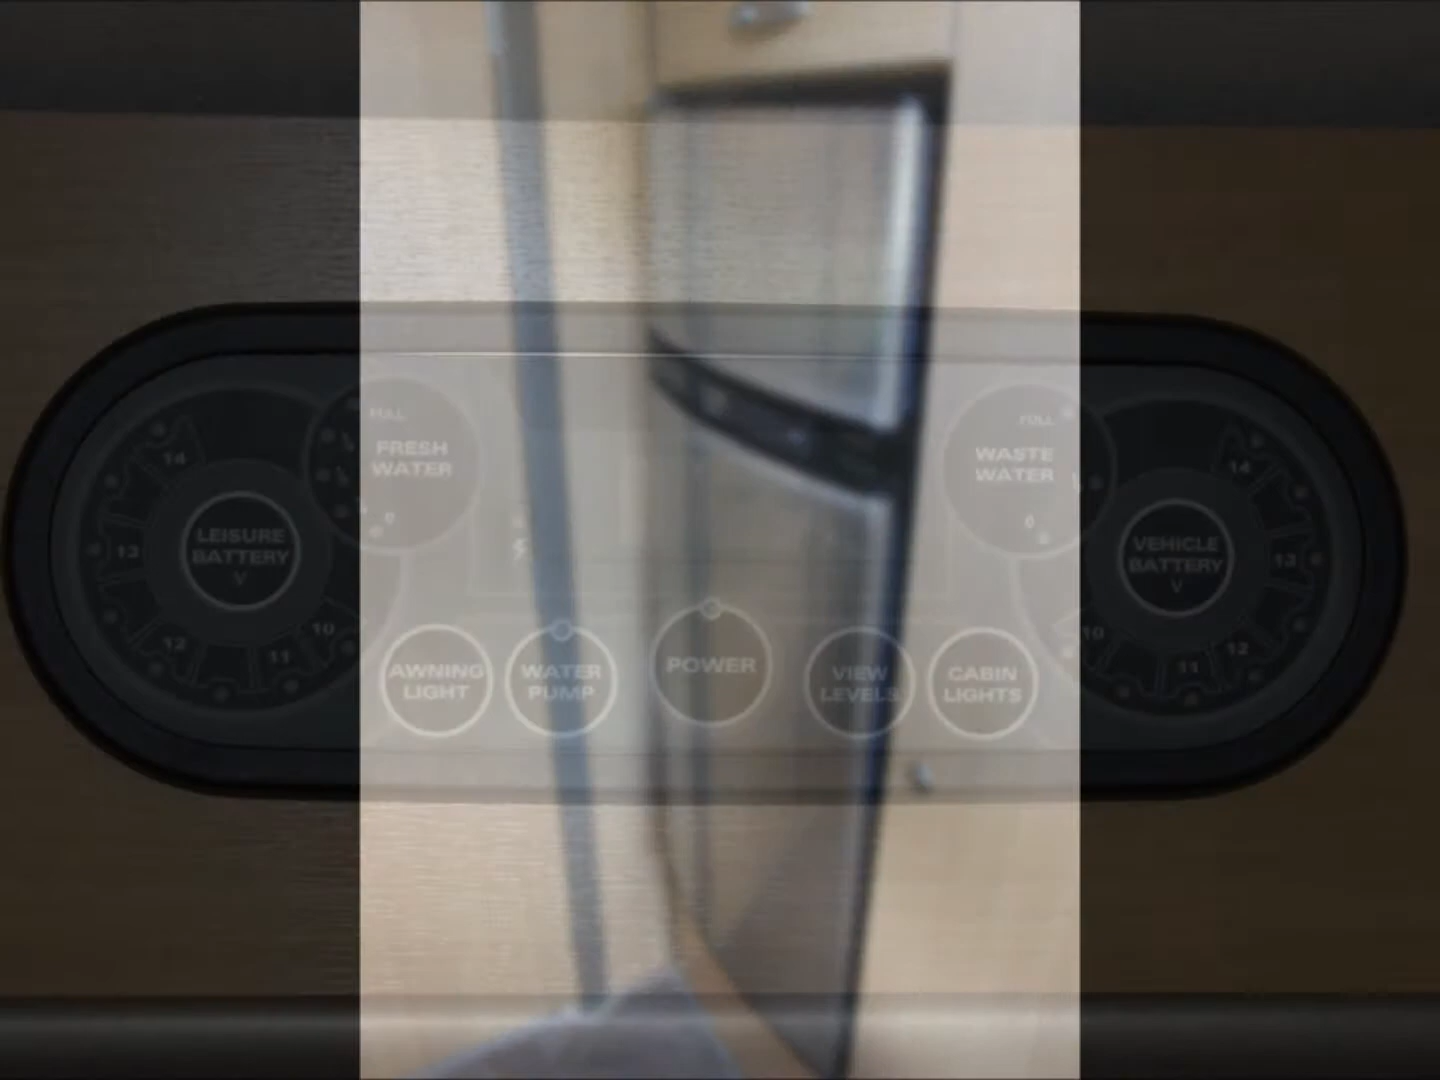 14
13
12
11
10
LEISURE
BATTERY
V
FRESH
WATER
0
AWNING
LIGHT
WATER
PUMP
POWER
VIEW
LEVELS
CABIN
LIGHTS
FULL
WASTE
WATER
0
14
13
12
11
10
VEHICLE
BATTERY
V